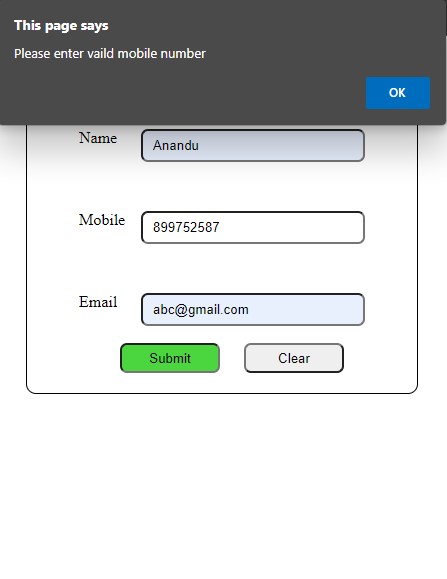 This page says
Please enter vaild mobile number
OK
Name
Anandu
Mobile
899752587
Email
abc@gmail.com
Submit
Clear